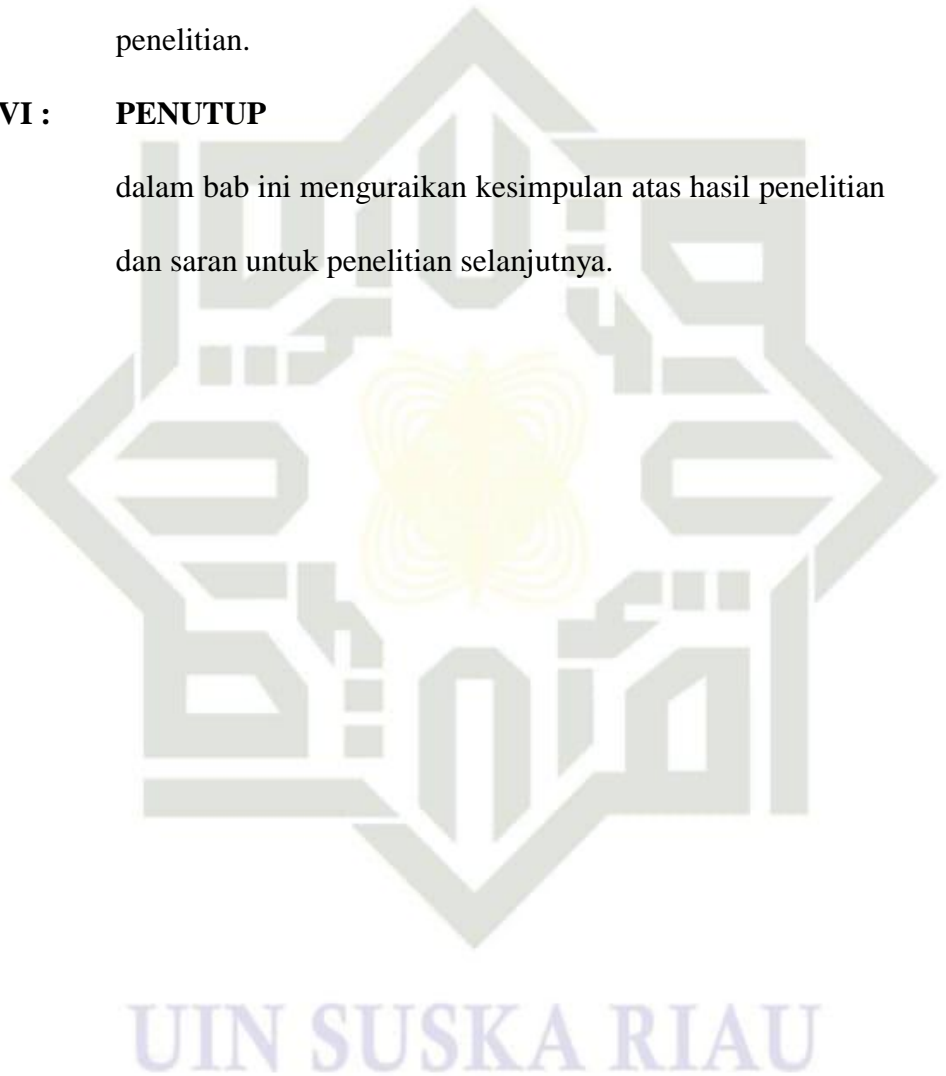 penelitian.
VI : PENUTUP
dalam bab ini menguraikan kesimpulan atas hasil penelitian
dan saran untuk penelitian selanjutnya.
UIN SUSKA RIAU